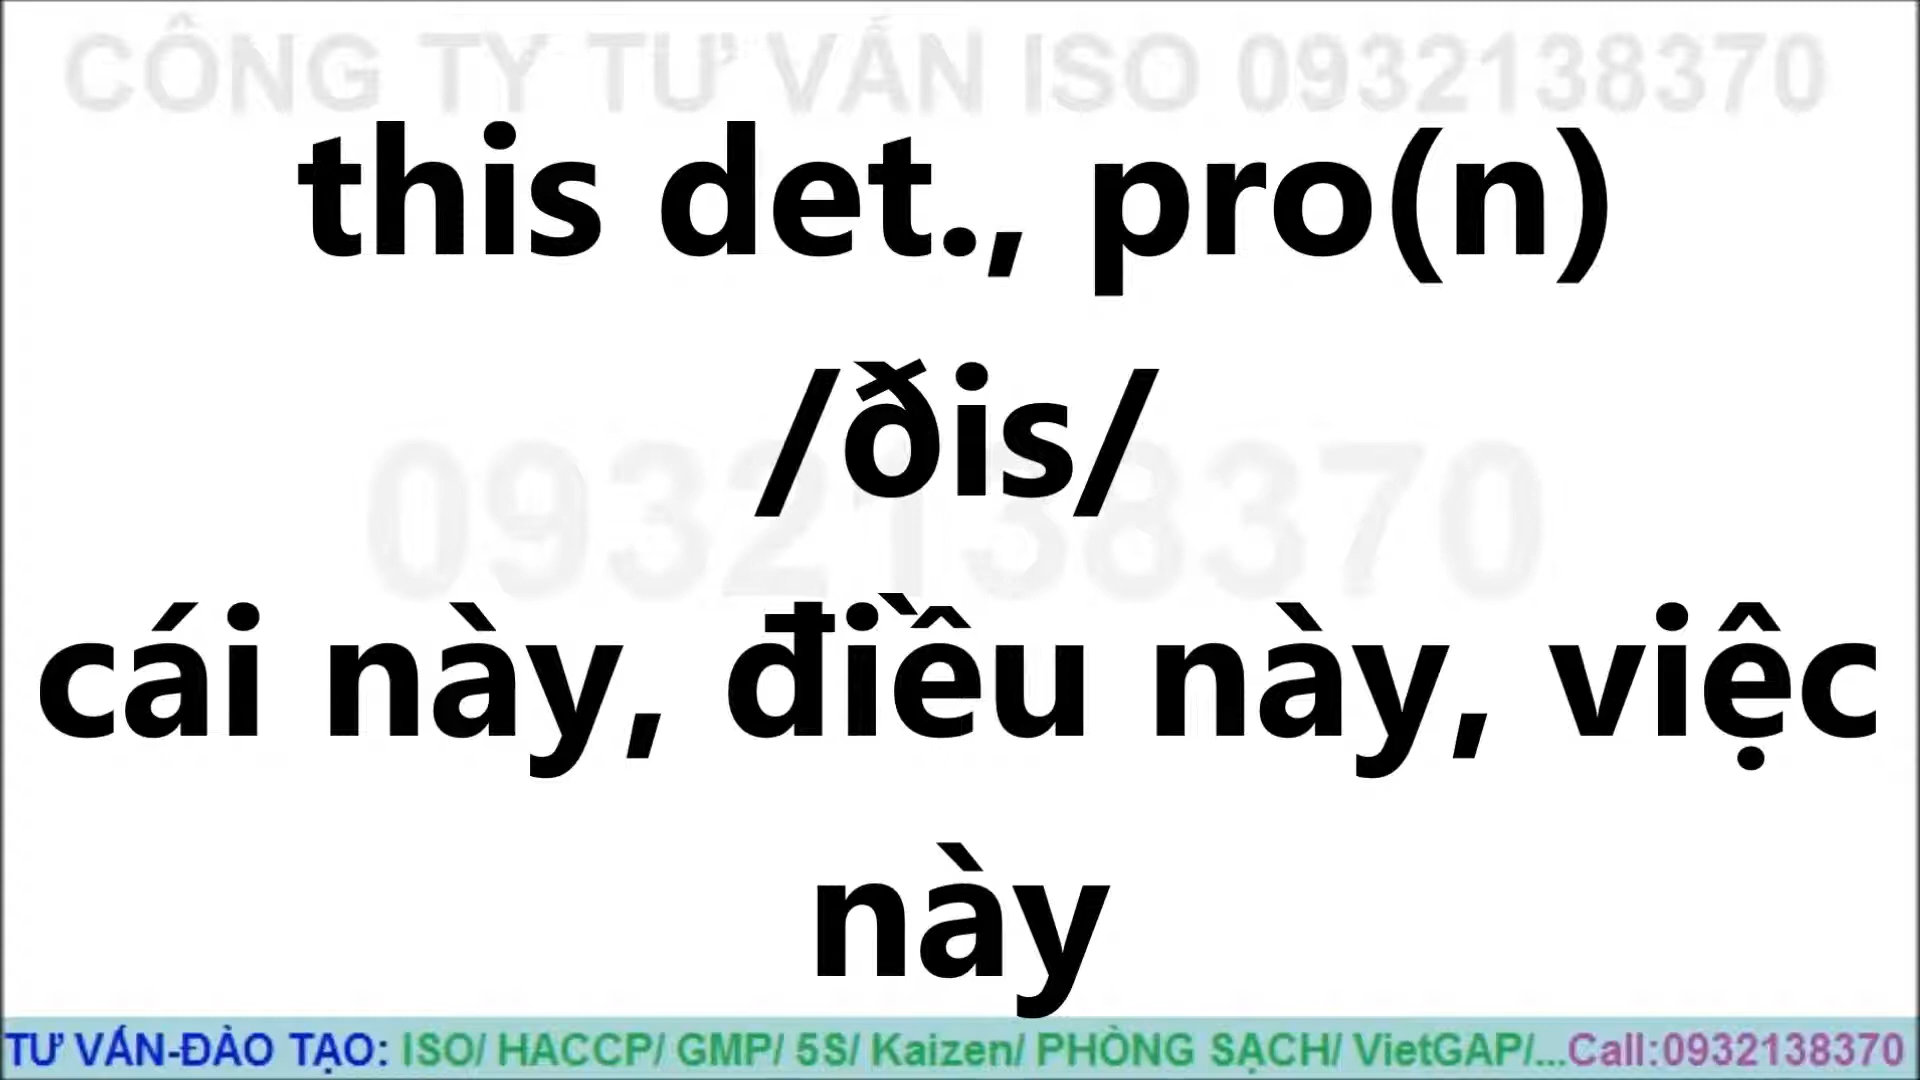 CÔNG TY TƯ VẤN ISO 0932138370
this det., pro(n)
/ðis/
0932138370
cái này, điều này, việc
này
TƯ VẤN-ĐÀO TẠO: ISO/ HACCP/ GMP/ 5S/ Kaizen/ PHÒNG SẠCH/ VietGAP/...Call:0932138370